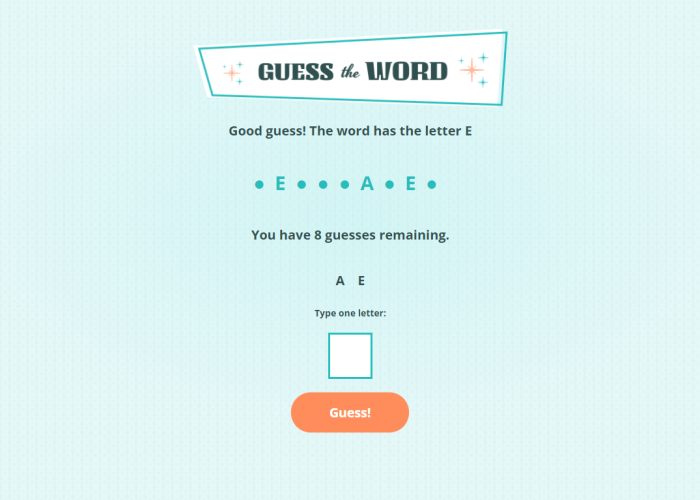 GUESS the WORD
Good guess! The word has the letter E
● E ● ● ● A ● E ●
You have 8 guesses remaining.
A E
Type one letter:
Guess!